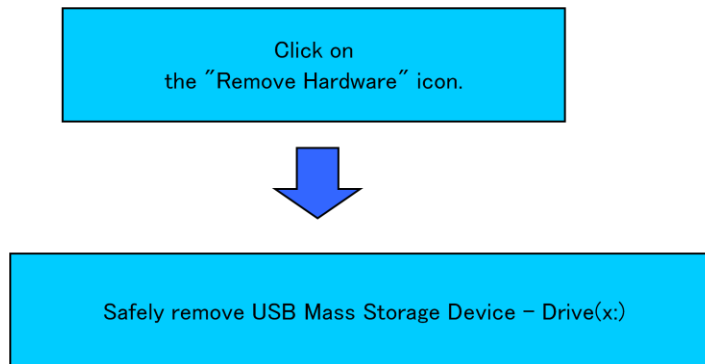 Click on
the "Remove Hardware" icon.
Safely remove USB Mass Storage Device - Drive(x:)